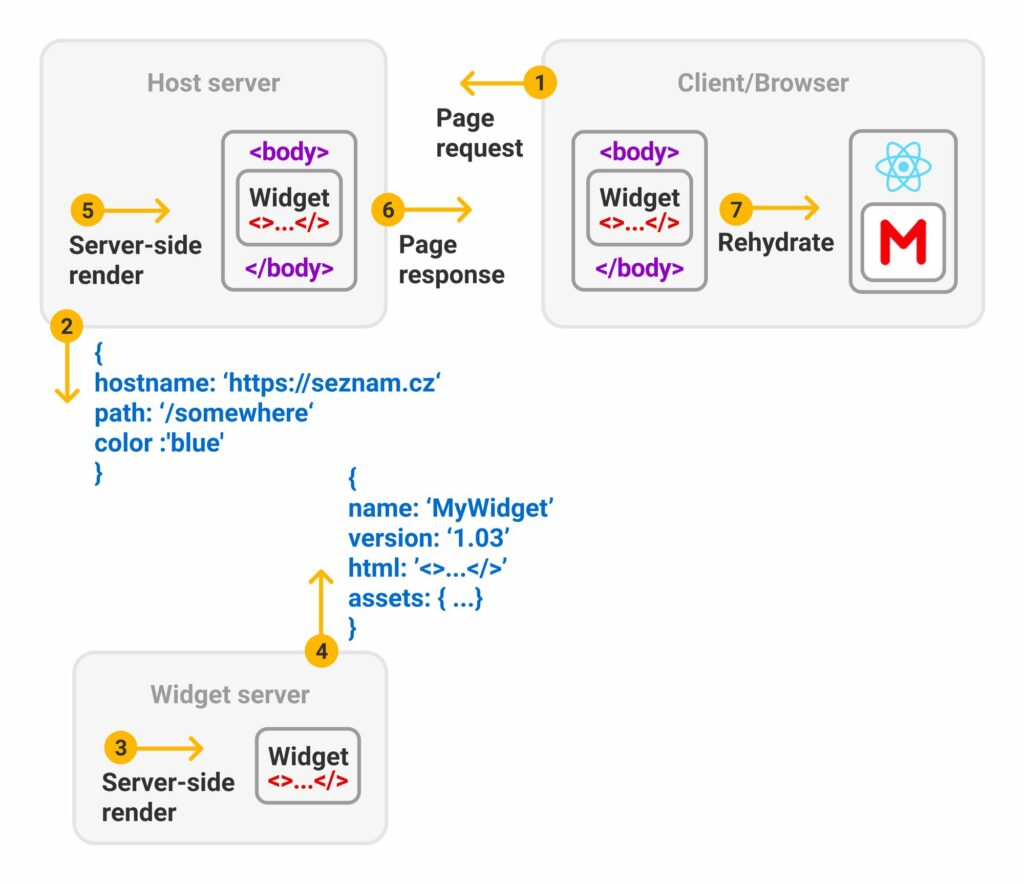 Host server
Client/Browser
1
Page
request
<body>
Widget
<>...</>
</body>
5
Server-side
render
6
Page
response
<body>
Widget
<>...</>
</body>
7
Rehydrate
M
2
{
hostname: ‘https://seznam.cz‘
path: ‘/somewhere‘
color :'blue'
}
{
name: ‘MyWidget’
version: ‘1.03’
html: ’<>...</>’
assets: { ...}
}
4
Widget server
3
Server-side
render
Widget
<>...</>